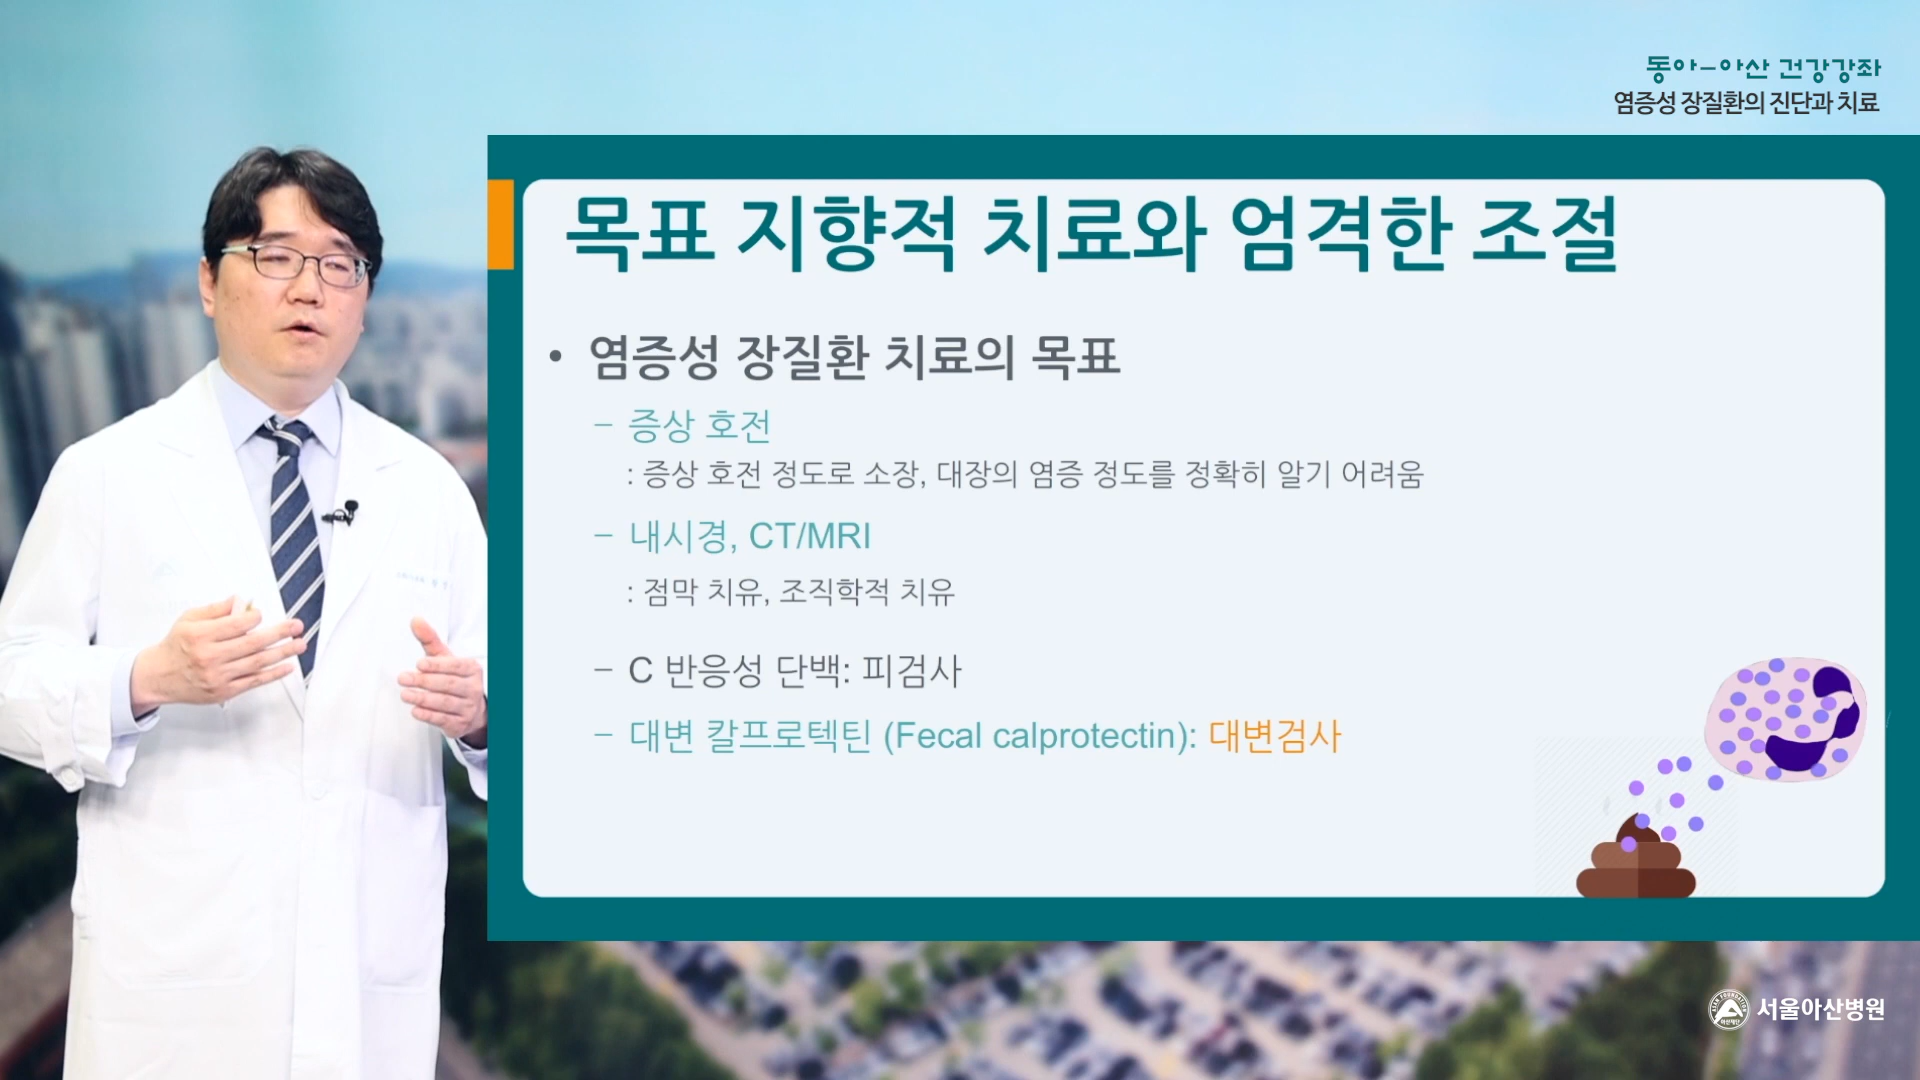 동아-아산 건강강좌
염증성 장질환의 진단과 치료
목표 지향적 치료와 엄격한 조절
• 염증성 장질환 치료의 목표
– 증상 호전
: 증상 호전 정도로 소장, 대장의 염증 정도를 정확히 알기 어려움
– 내시경, CT/MRI
: 점막 치유, 조직학적 치유
– C 반응성 단백: 피검사
– 대변 칼프로텍틴 (Fecal calprotectin): 대변검사
ASAN FOUNDATION
아산재단
서울아산병원